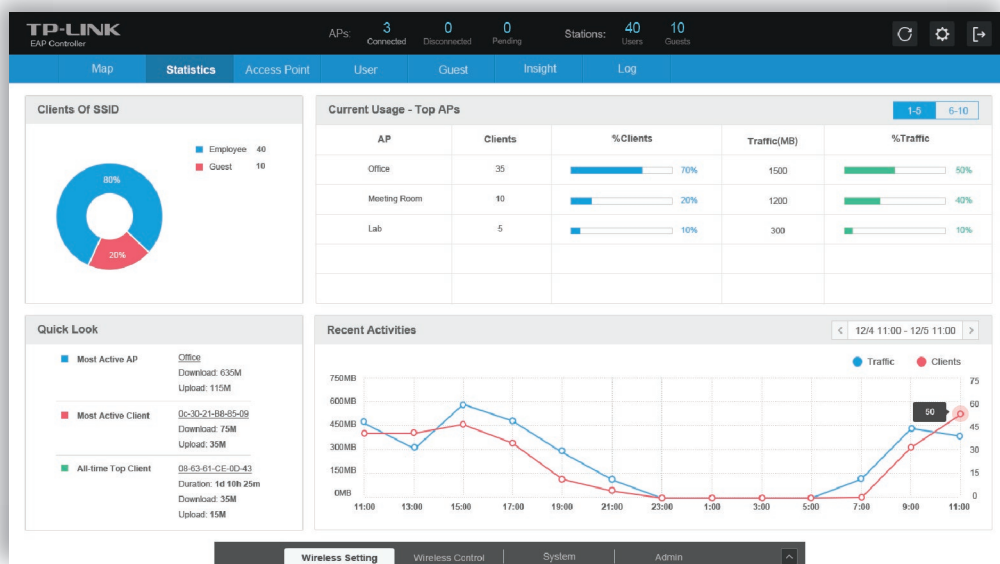 TP-LINK
EAP Controller
APs: 3 Connected 0 Disconnected 0 Pending Stations: 40 Users 10 Guests
Map Statistics Access Point User Guest Insight Log
Clients Of SSID
Employee 40
Guest 10
80%
20%
Current Usage - Top APs 1-5 6-10
AP Clients %Clients Traffic(MB) %Traffic
Office 35 70% 1500 50%
Meeting Room 10 20% 1200 40%
Lab 5 10% 300 10%
Quick Look
Most Active AP Office
Download: 635M
Upload: 115M
Most Active Client 0c-30-21-B8-85-09
Download: 75M
Upload: 35M
All-time Top Client 08-63-61-CE-0D-43
Duration: 1d 10h 25m
Download: 35M
Upload: 15M
Recent Activities < 12/4 11:00 - 12/5 11:00 >
Traffic Clients
750MB 75
600MB 60
50
450MB 45
300MB 30
150MB 15
0MB 0
11:00 13:00 15:00 17:00 19:00 21:00 23:00 1:00 3:00 5:00 7:00 9:00 11:00
Wireless Setting Wireless Control System Admin